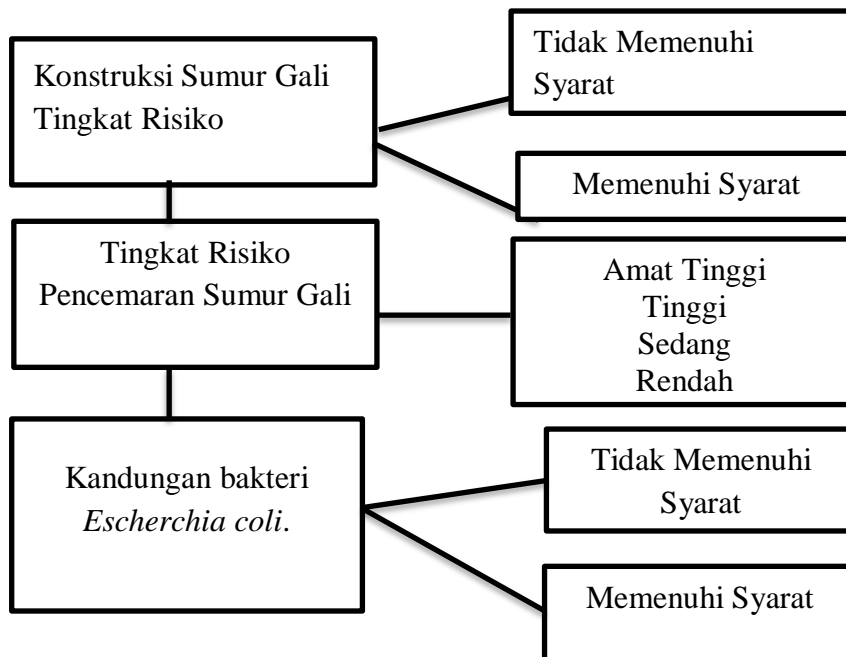 Konstruksi Sumur Gali
Tingkat Risiko
Tidak Memenuhi
Syarat
Memenuhi Syarat
Tingkat Risiko
Pencemaran Sumur Gali
Amat Tinggi
Tinggi
Sedang
Rendah
Kandungan bakteri
Escherchia coli.
Tidak Memenuhi
Syarat
Memenuhi Syarat